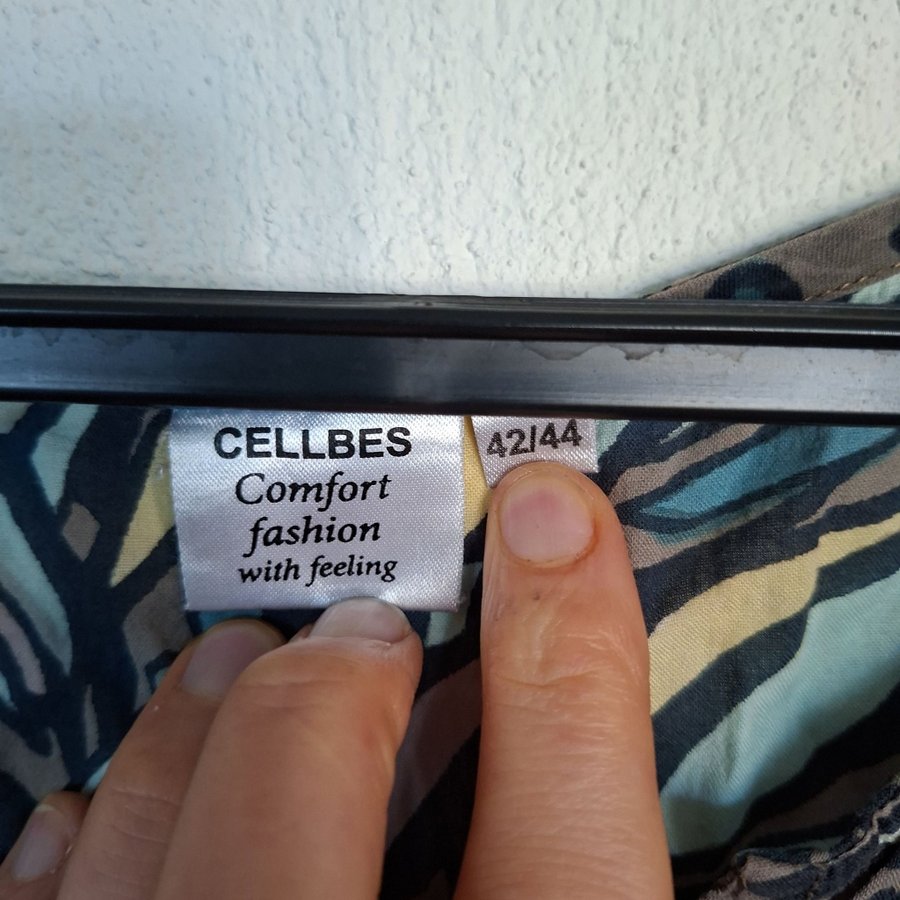 CELLBES
Comfort
fashion
with feeling
42/44